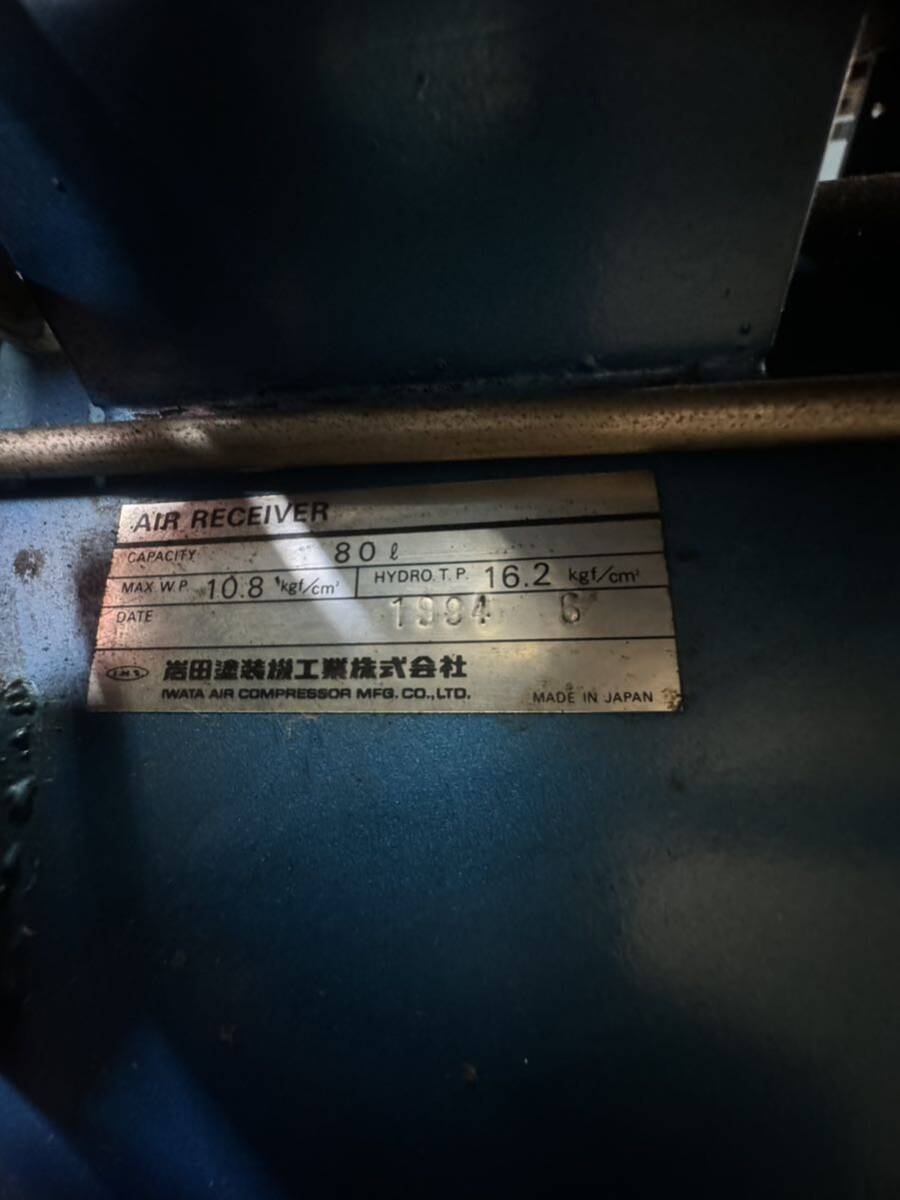 AIR RECEIVER
CAPACITY 80 ℓ
MAX.W.P. 10.8 kgf/cm² HYDRO.T.P. 16.2 kgf/cm²
DATE 1994 6
岩田塗装機工業株式会社
IWATA AIR COMPRESSOR MFG.CO.,LTD. MADE IN JAPAN